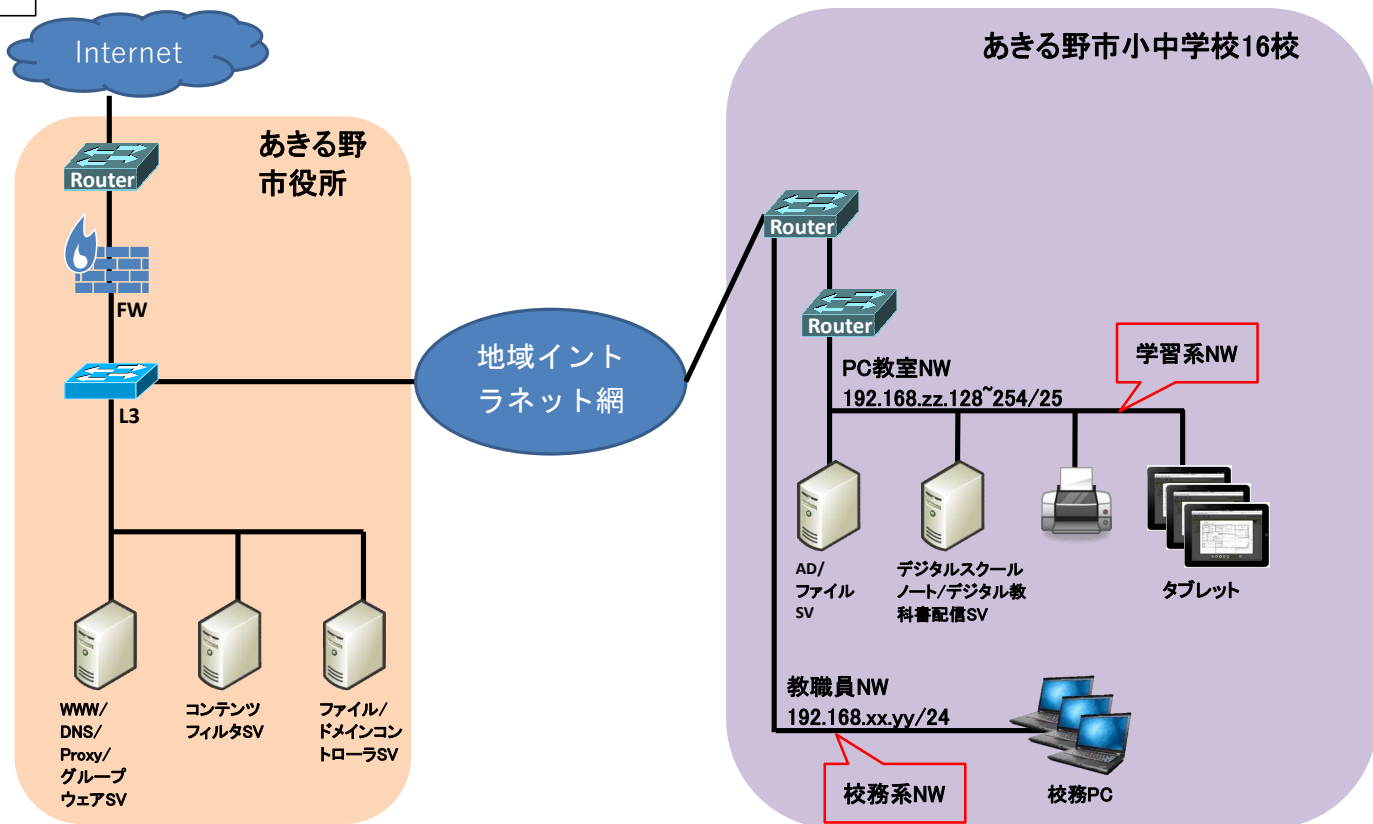 Internet
あきる野
市役所
Router
FW
L3
WWW/
DNS/
Proxy/
グループ
ウェアSV
コンテンツ
フィルタSV
ファイル/
ドメインコン
トローラSV
地域イント
ラネット網
あきる野市小中学校16校
Router
Router
学習系NW
PC教室NW
192.168.zz.128~254/25
AD/
ファイル
SV
デジタルスクール
ノート/デジタル教
科書配信SV
タブレット
教職員NW
192.168.xx.yy/24
校務系NW
校務PC